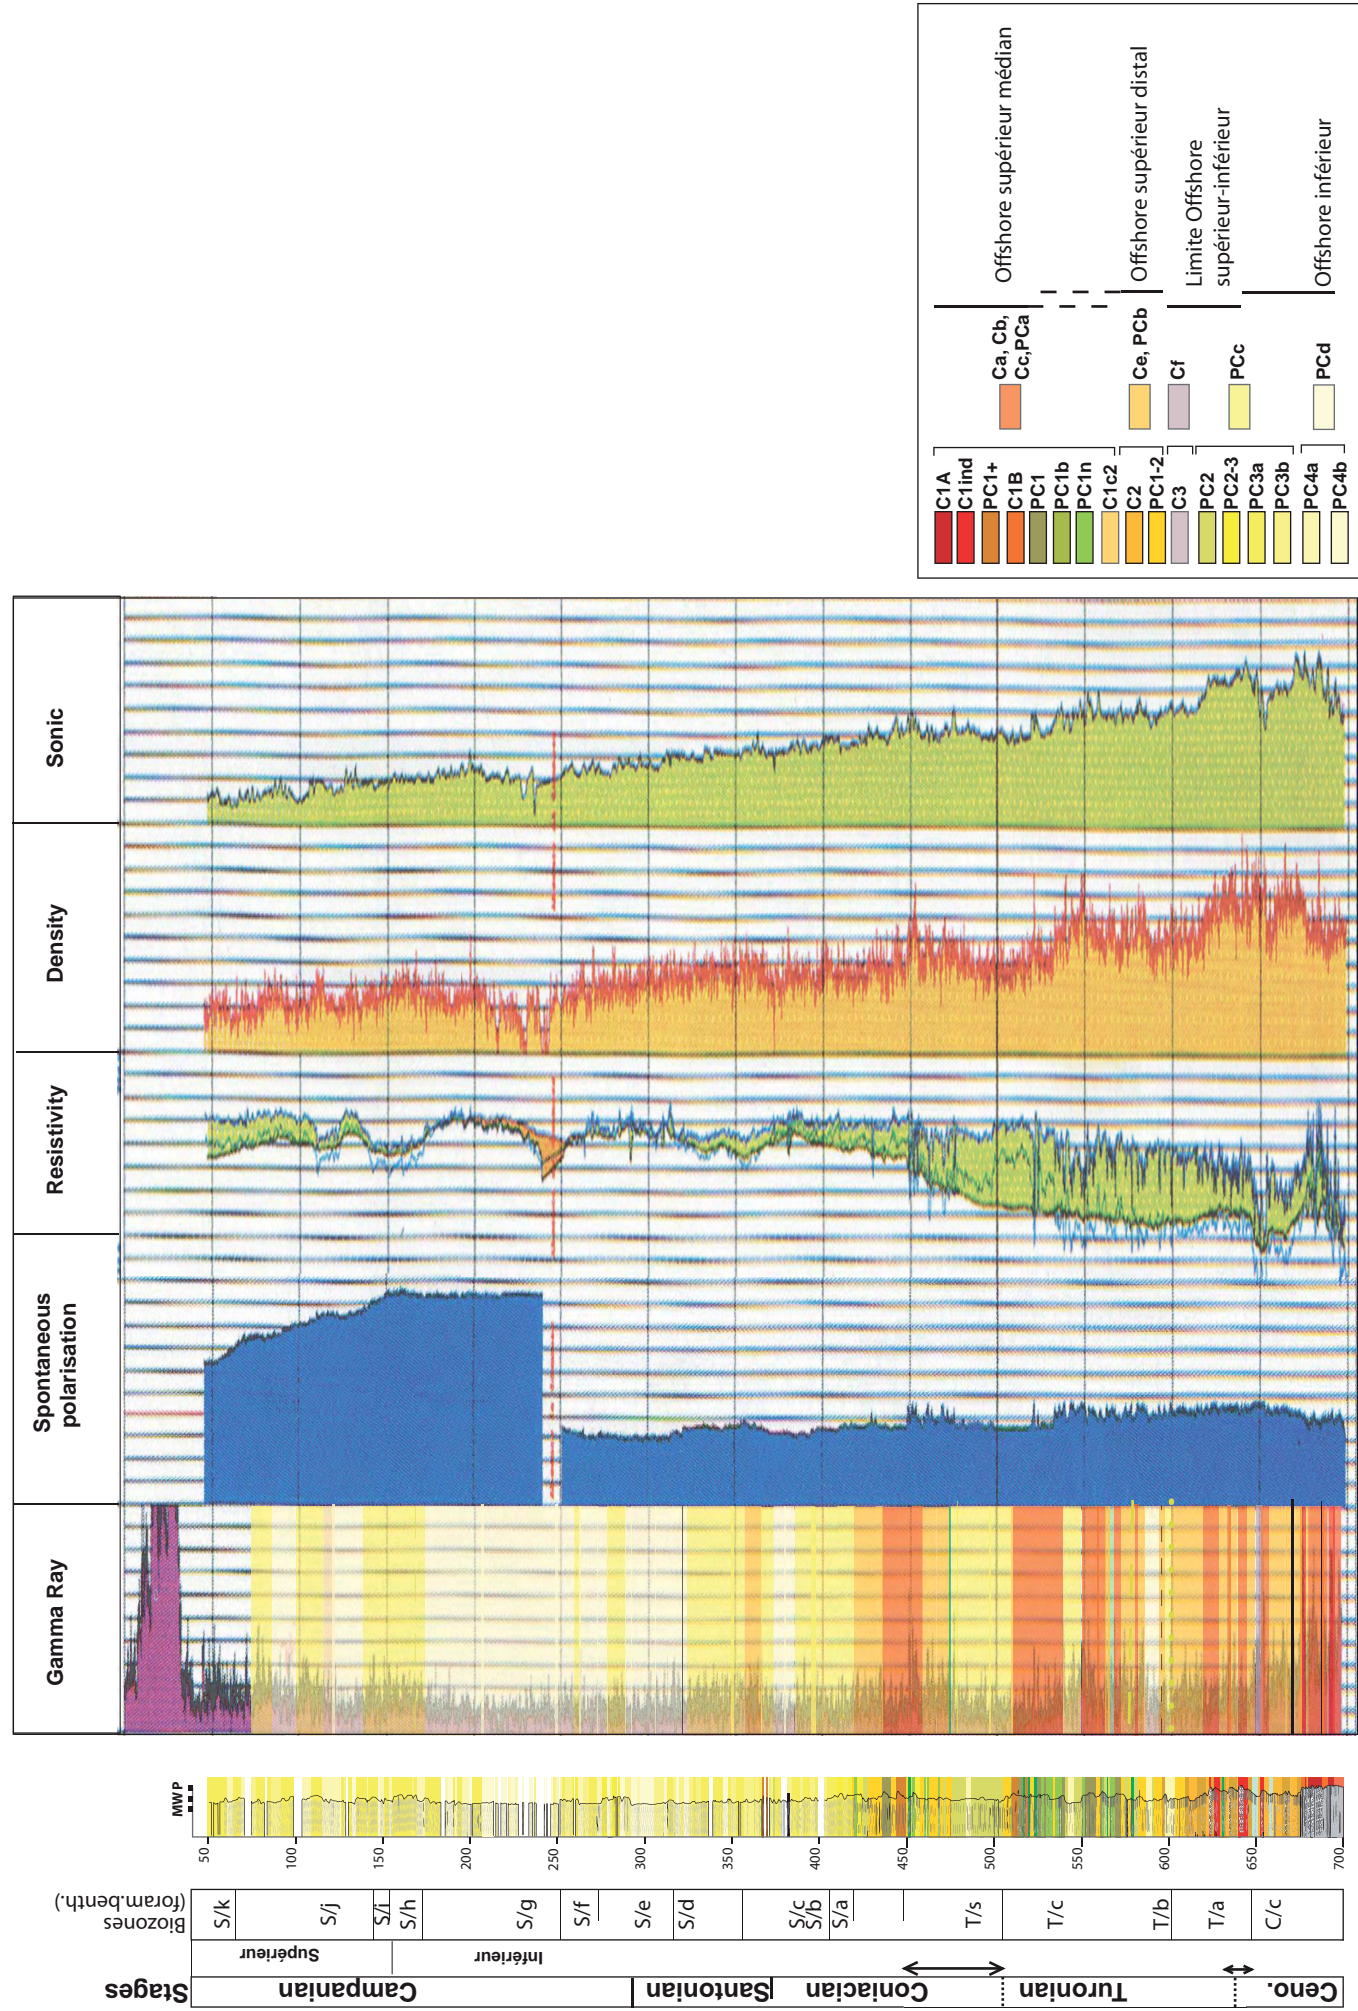 Sonic
Density
Resistivity
Spontaneous
polarisation
Gamma Ray
MW P
50
100
150
200
250
300
350
400
450
500
550
600
650
700
Biozones
(foram.benth.)
S/k
S/j
S/i
S/h
S/g
S/f
S/e
S/d
S/c
S/b
S/a
T/s
T/c
T/b
T/a
C/c
Supérieur
Inférieur
Stages
Campanian
Santonian
Coniacian
Turonian
Ceno.
C1A
C1ind
PC1+
C1B
PC1
PC1b
PC1n
C1c2
C2
PC1-2
C3
PC2
PC2-3
PC3a
PC3b
PC4a
PC4b
Ca, Cb,
Cc,PCa
Ce, PCb
Cf
PCc
PCd
Offshore supérieur médian
Offshore supérieur distal
Limite Offshore
supérieur-inférieur
Offshore inférieur